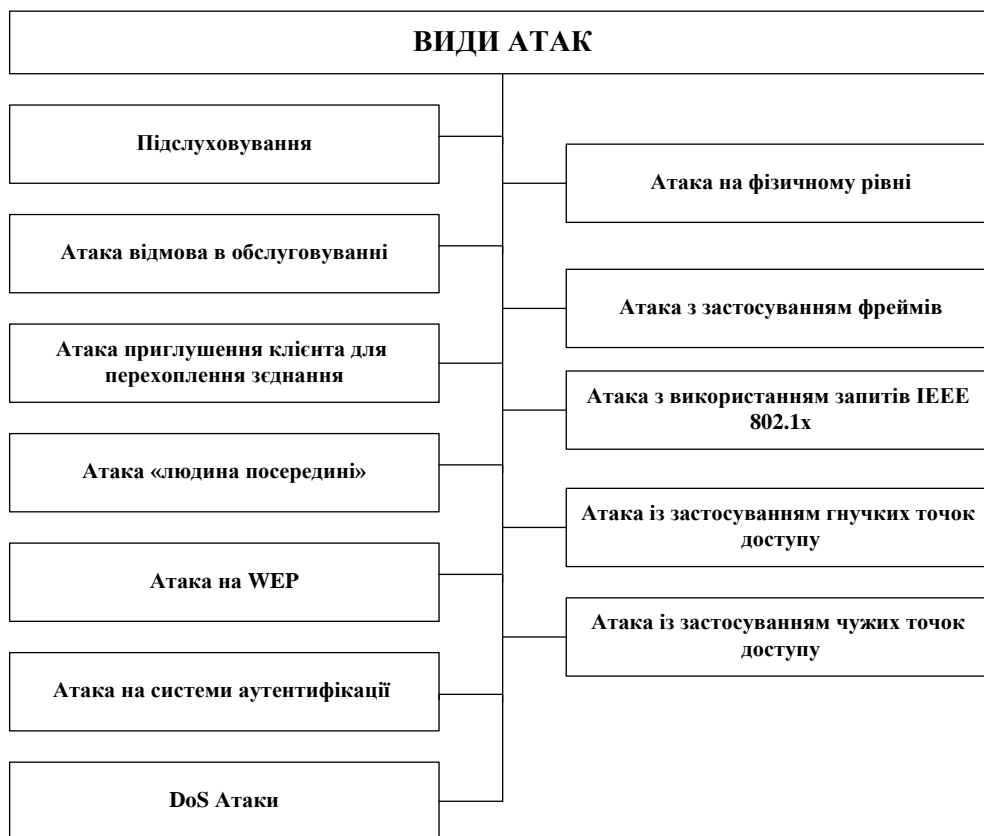 ВИДИ АТАК
Підслуховування
Атака відмова в обслуговуванні
Атака приглушення клієнта для
перехоплення зєднання
Атака «людина посередині»
Атака на WEP
Атака на системи аутентифікації
DoS Атаки
Атака на фізичному рівні
Атака з застосуванням фреймів
Атака з використанням запитів IEEE
802.1x
Атака із застосуванням гнучких точок
доступу
Атака із застосуванням чужих точок
доступу